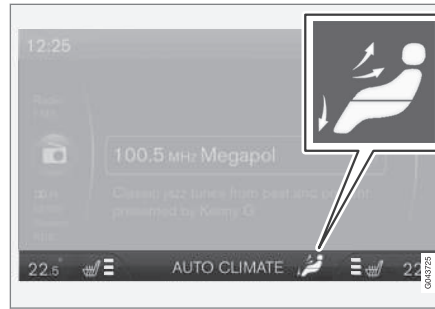 12:25
Radio
100.5 MHz Megapol
Classic jazz tunes from past and present
presented by Kenny G
22.5° AUTO CLIMATE 22
G043725